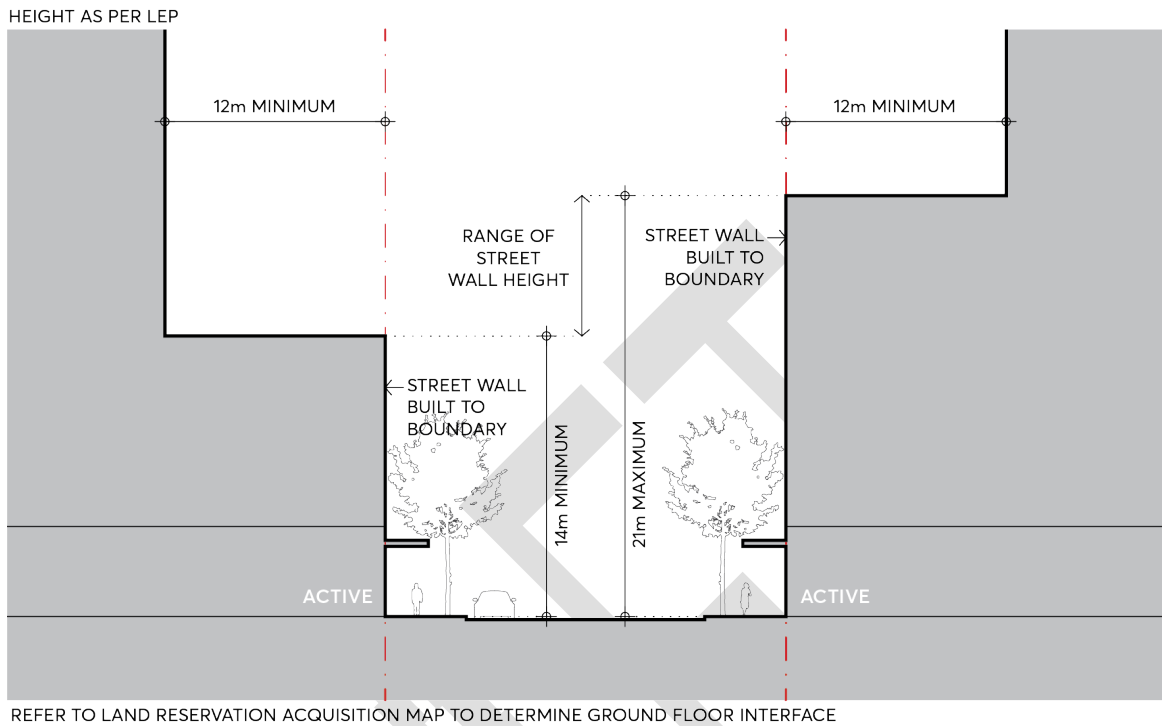 HEIGHT AS PER LEP
12m MINIMUM
12m MINIMUM
RANGE OF
STREET
WALL HEIGHT
STREET WALL
BUILT TO
BOUNDARY
STREET WALL
BUILT TO
BOUNDARY
14m MINIMUM
21m MAXIMUM
ACTIVE
ACTIVE
REFER TO LAND RESERVATION ACQUISITION MAP TO DETERMINE GROUND FLOOR INTERFACE